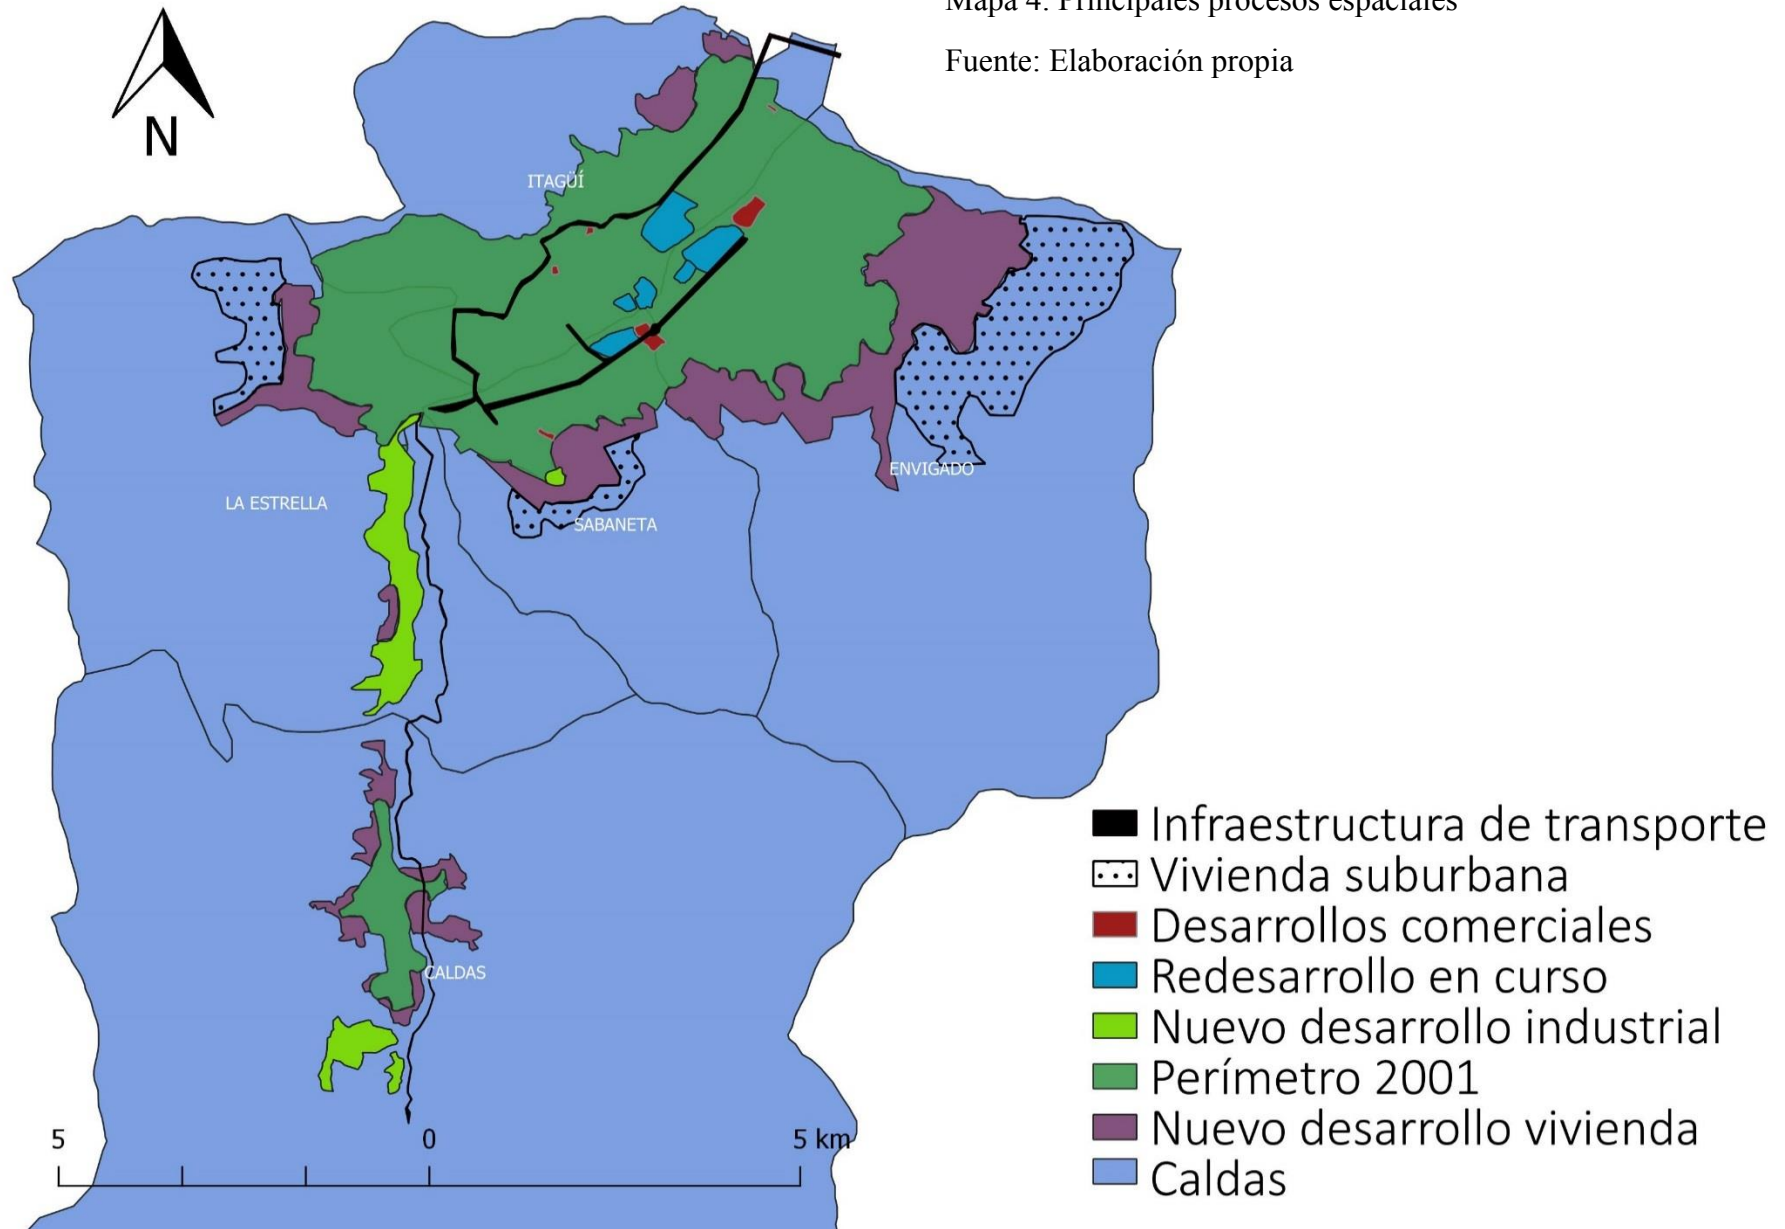 Mapa 4: Principales procesos espaciales
Fuente: Elaboración propia
N
ITAGÜÍ
LA ESTRELLA
SABANETA
ENVIGADO
CALDAS
Infraestructura de transporte
Vivienda suburbana
Desarrollos comerciales
Redesarrollo en curso
Nuevo desarrollo industrial
Perímetro 2001
Nuevo desarrollo vivienda
Caldas
5 0 5 km